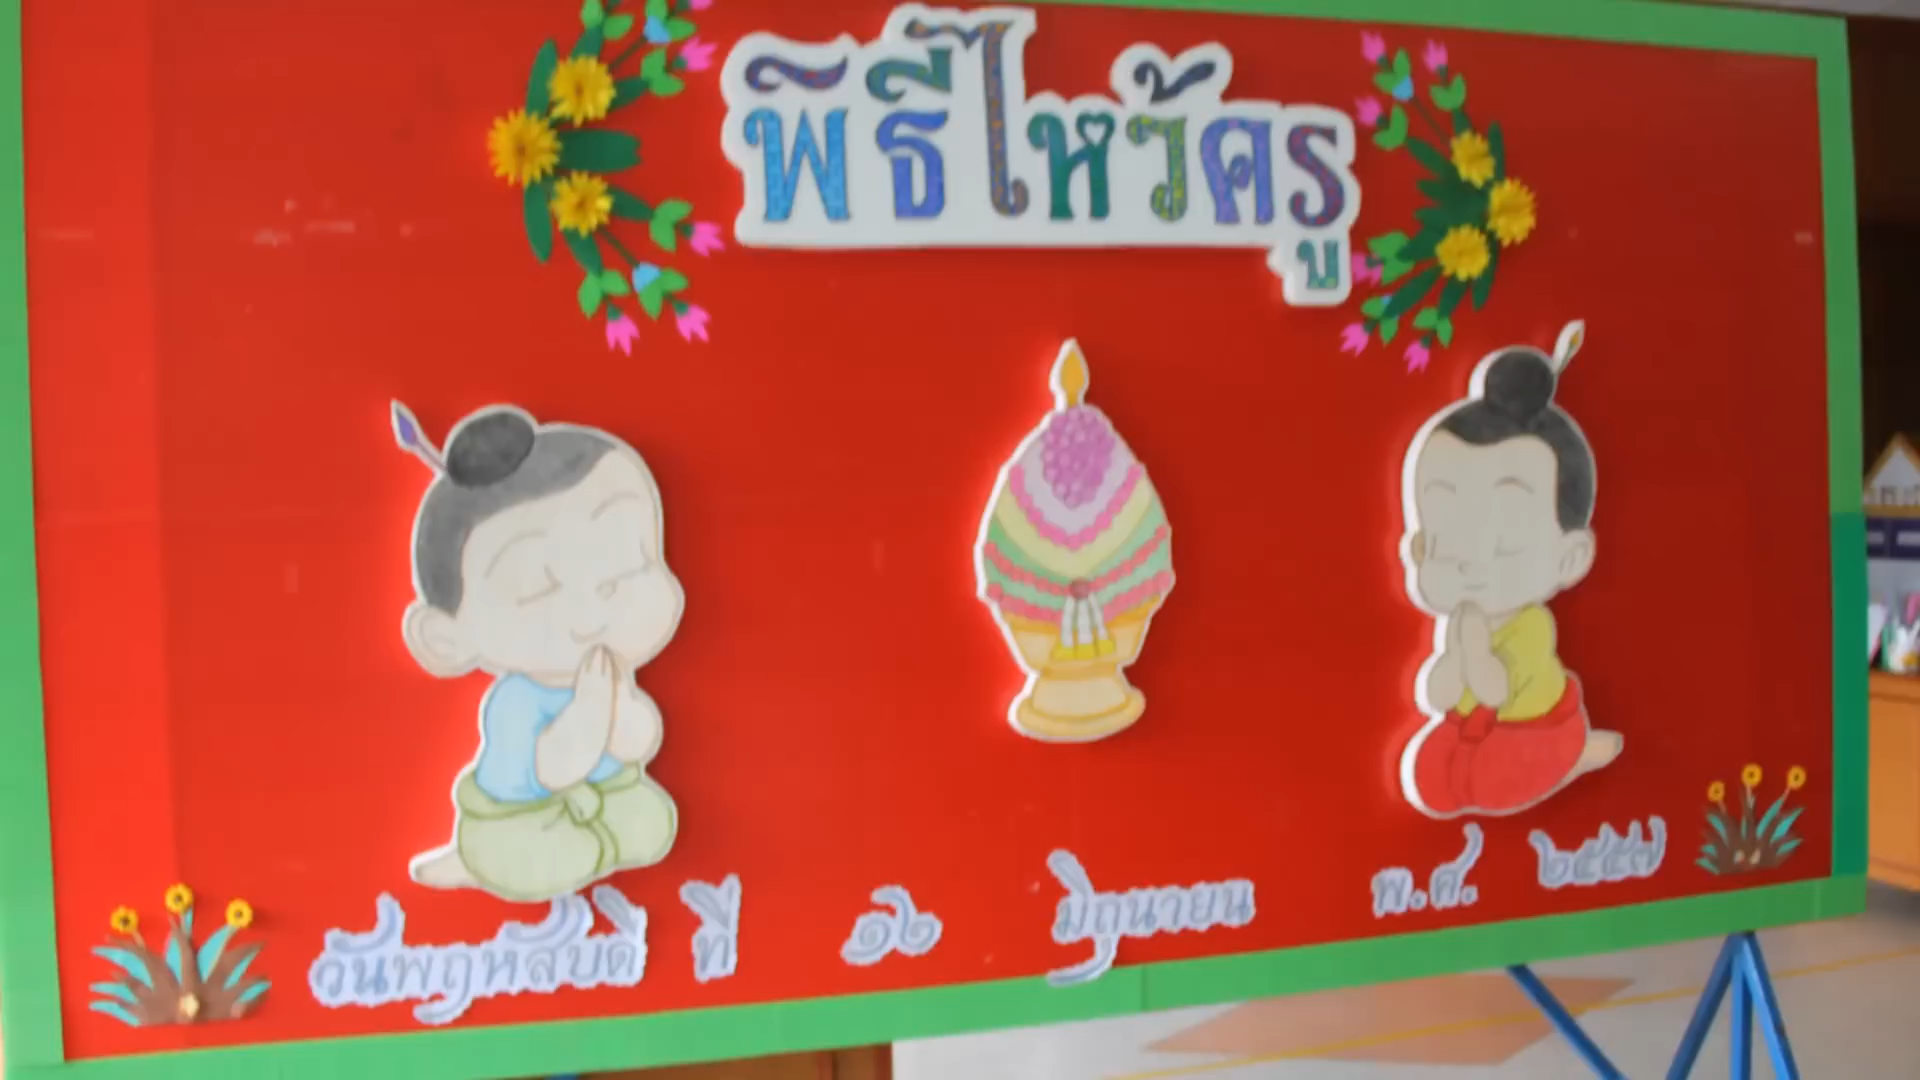 พิธีไหว้ครู
วันพฤหัสบดี ที่ ๑๒ มิถุนายน พ.ศ. ๒๕๕๗